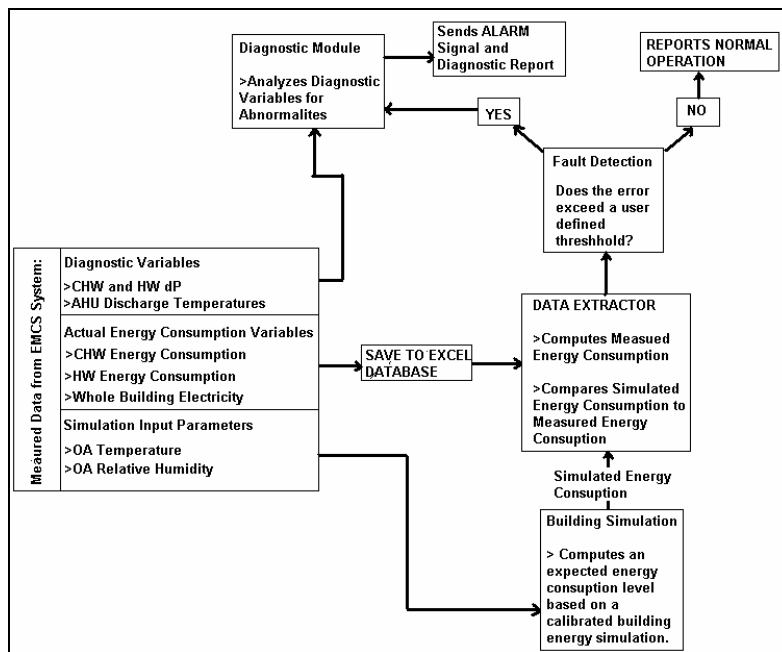 Diagnostic Module
>Analyzes Diagnostic
Variables for
Abnormalites
Sends ALARM
Signal and
Diagnostic Report
REPORTS NORMAL
OPERATION
YES
NO
Fault Detection
Does the error
exceed a user
defined
threshhold?
Meaured Data from EMCS System:
Diagnostic Variables
>CHW and HW dP
>AHU Discharge Temperatures
Actual Energy Consumption Variables
>CHW Energy Consumption
>HW Energy Consumption
>Whole Building Electricity
Simulation Input Parameters
>OA Temperature
>OA Relative Humidity
SAVE TO EXCEL
DATABASE
DATA EXTRACTOR
>Computes Measued
Energy Consumption
>Compares Simulated
Energy Consumption to
Measured Energy
Consuption
Simulated Energy
Consuption
Building Simulation
> Computes an
expected energy
consuption level
based on a
calibrated building
energy simulation.